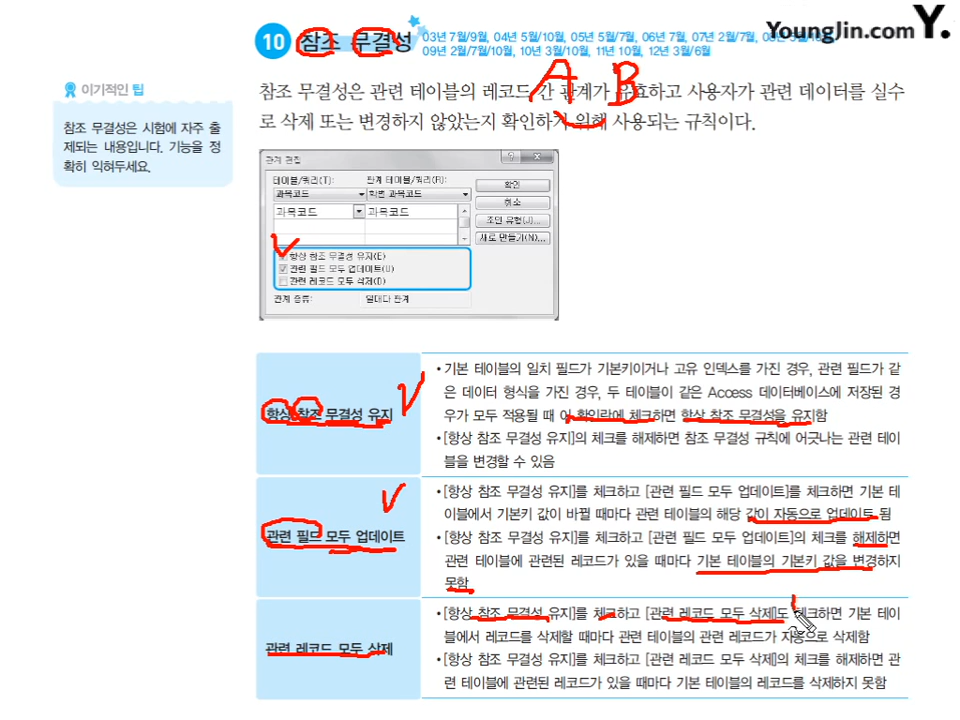 YoungJin.com Y.
10 참조 무결성
03년 7월/9월, 04년 5월/10월, 05년 5월/7월, 06년 7월, 07년 2월/7월,
09년 2월/7월/10월, 10년 3월/10월, 11년 10월, 12년 3월/6월
A B
이기적인 팁
참조 무결성은 시험에 자주 출
제되는 내용입니다. 기능을 정
확히 익혀두세요.
참조 무결성은 관련 테이블의 레코드 간 관계가 유효하고 사용자가 관련 데이터를 실수
로 삭제 또는 변경하지 않았는지 확인하기 위해 사용되는 규칙이다.
관계 편집
테이블/쿼리(T): 관계 테이블/쿼리(R):
과목코드 학번 과목코드
과목코드 과목코드
확인
취소
조인 유형(J)...
새로 만들기(N)...
항상 참조 무결성 유지(E)
관련 필드 모두 업데이트(U)
관련 레코드 모두 삭제(D)
관계 종류: 일대다 관계
항상 참조 무결성 유지
• 기본 테이블의 일치 필드가 기본키이거나 고유 인덱스를 가진 경우, 관련 필드가 같
은 데이터 형식을 가진 경우, 두 테이블이 같은 Access 데이터베이스에 저장된 경
우가 모두 적용될 때 이 확인란에 체크하면 항상 참조 무결성을 유지함
• [항상 참조 무결성 유지]의 체크를 해제하면 참조 무결성 규칙에 어긋나는 관련 테이
블을 변경할 수 있음
관련 필드 모두 업데이트
• [항상 참조 무결성 유지]를 체크하고 [관련 필드 모두 업데이트]를 체크하면 기본 테
이블에서 기본키 값이 바뀔 때마다 관련 테이블의 해당 값이 자동으로 업데이트 됨
• [항상 참조 무결성 유지]를 체크하고 [관련 필드 모두 업데이트]의 체크를 해제하면
관련 테이블에 관련된 레코드가 있을 때마다 기본 테이블의 기본키 값을 변경하지
못함
관련 레코드 모두 삭제
• [항상 참조 무결성 유지]를 체크하고 [관련 레코드 모두 삭제]도 체크하면 기본 테이
블에서 레코드를 삭제할 때마다 관련 테이블의 관련 레코드가 자동으로 삭제함
• [항상 참조 무결성 유지]를 체크하고 [관련 레코드 모두 삭제]의 체크를 해제하면 관
련 테이블에 관련된 레코드가 있을 때마다 기본 테이블의 레코드를 삭제하지 못함